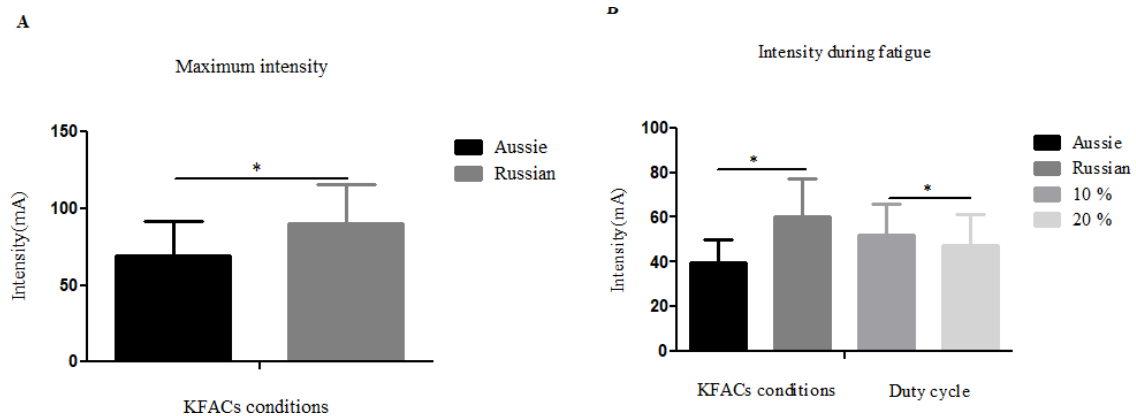 A
Maximum intensity
150
100
50
0
Intensity(mA)
*
Aussie
Russian
KFACs conditions
B
Intensity during fatigue
100
80
60
40
20
0
Intensity(mA)
*
*
Aussie
Russian
10 %
20 %
KFACs conditions
Duty cycle